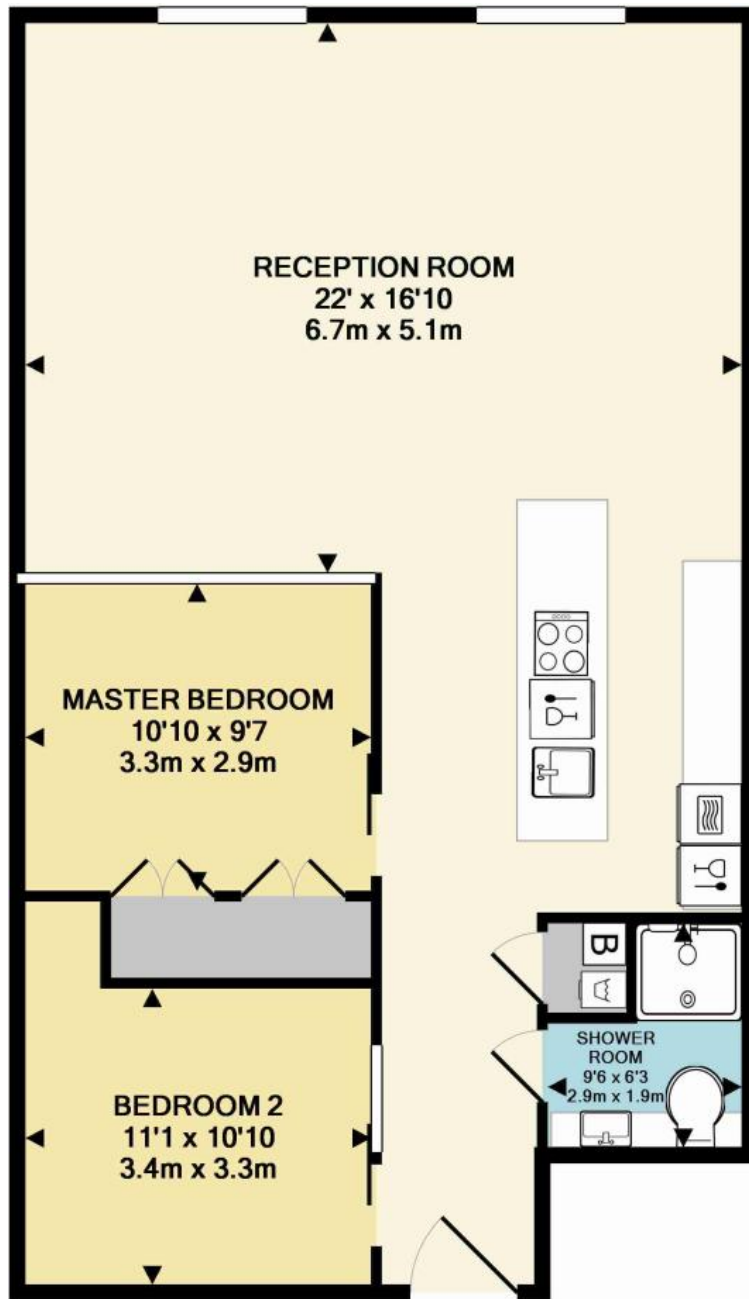 RECEPTION ROOM
22' x 16'10
6.7m x 5.1m
MASTER BEDROOM
10'10 x 9'7
3.3m x 2.9m
B
SHOWER
ROOM
9'6 x 6'3
2.9m x 1.9m
BEDROOM 2
11'1 x 10'10
3.4m x 3.3m